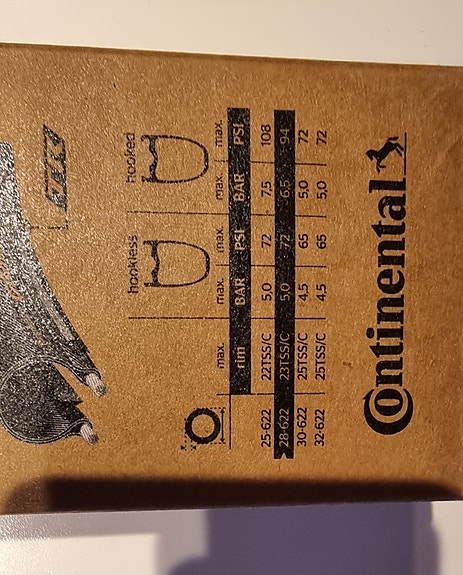 hookless hooked
max. max. max. max. max.
rim BAR PSI BAR PSI
25-622 22TSS/C 5,0 72 7,5 108
28-622 23TSS/C 5,0 72 6,5 94
30-622 25TSS/C 4,5 65 5,0 72
32-622 25TSS/C 4,5 65 5,0 72
Continental